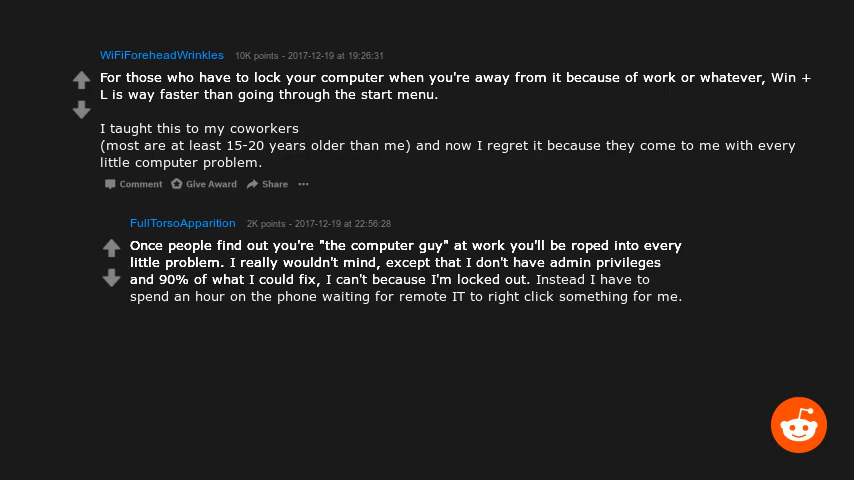 WiFiForeheadWrinkles 10K points - 2017-12-19 at 19:26:31
For those who have to lock your computer when you're away from it because of work or whatever, Win +
L is way faster than going through the start menu.
I taught this to my coworkers
(most are at least 15-20 years older than me) and now I regret it because they come to me with every
little computer problem.
Comment Give Award Share ···
FullTorsoApparition 2K points - 2017-12-19 at 22:56:28
Once people find out you're "the computer guy" at work you'll be roped into every
little problem. I really wouldn't mind, except that I don't have admin privileges
and 90% of what I could fix, I can't because I'm locked out. Instead I have to
spend an hour on the phone waiting for remote IT to right click something for me.